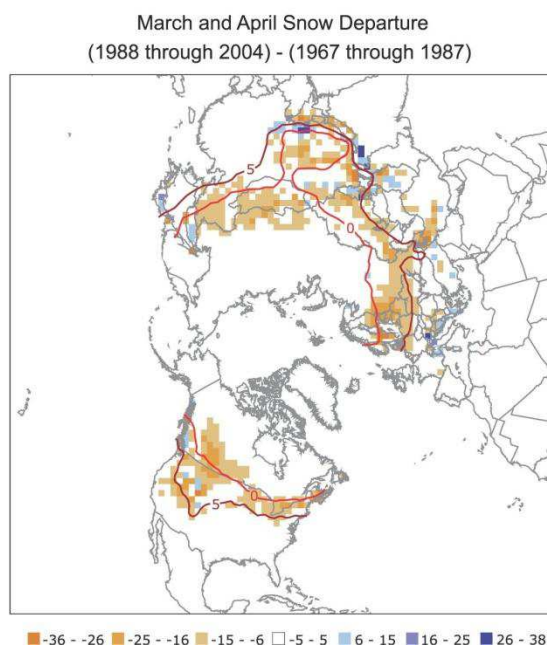 March and April Snow Departure
(1988 through 2004) - (1967 through 1987)
5
0
0
5
-36 - -26 -25 - -16 -15 - -6 -5 - 5 6 - 15 16 - 25 26 - 38